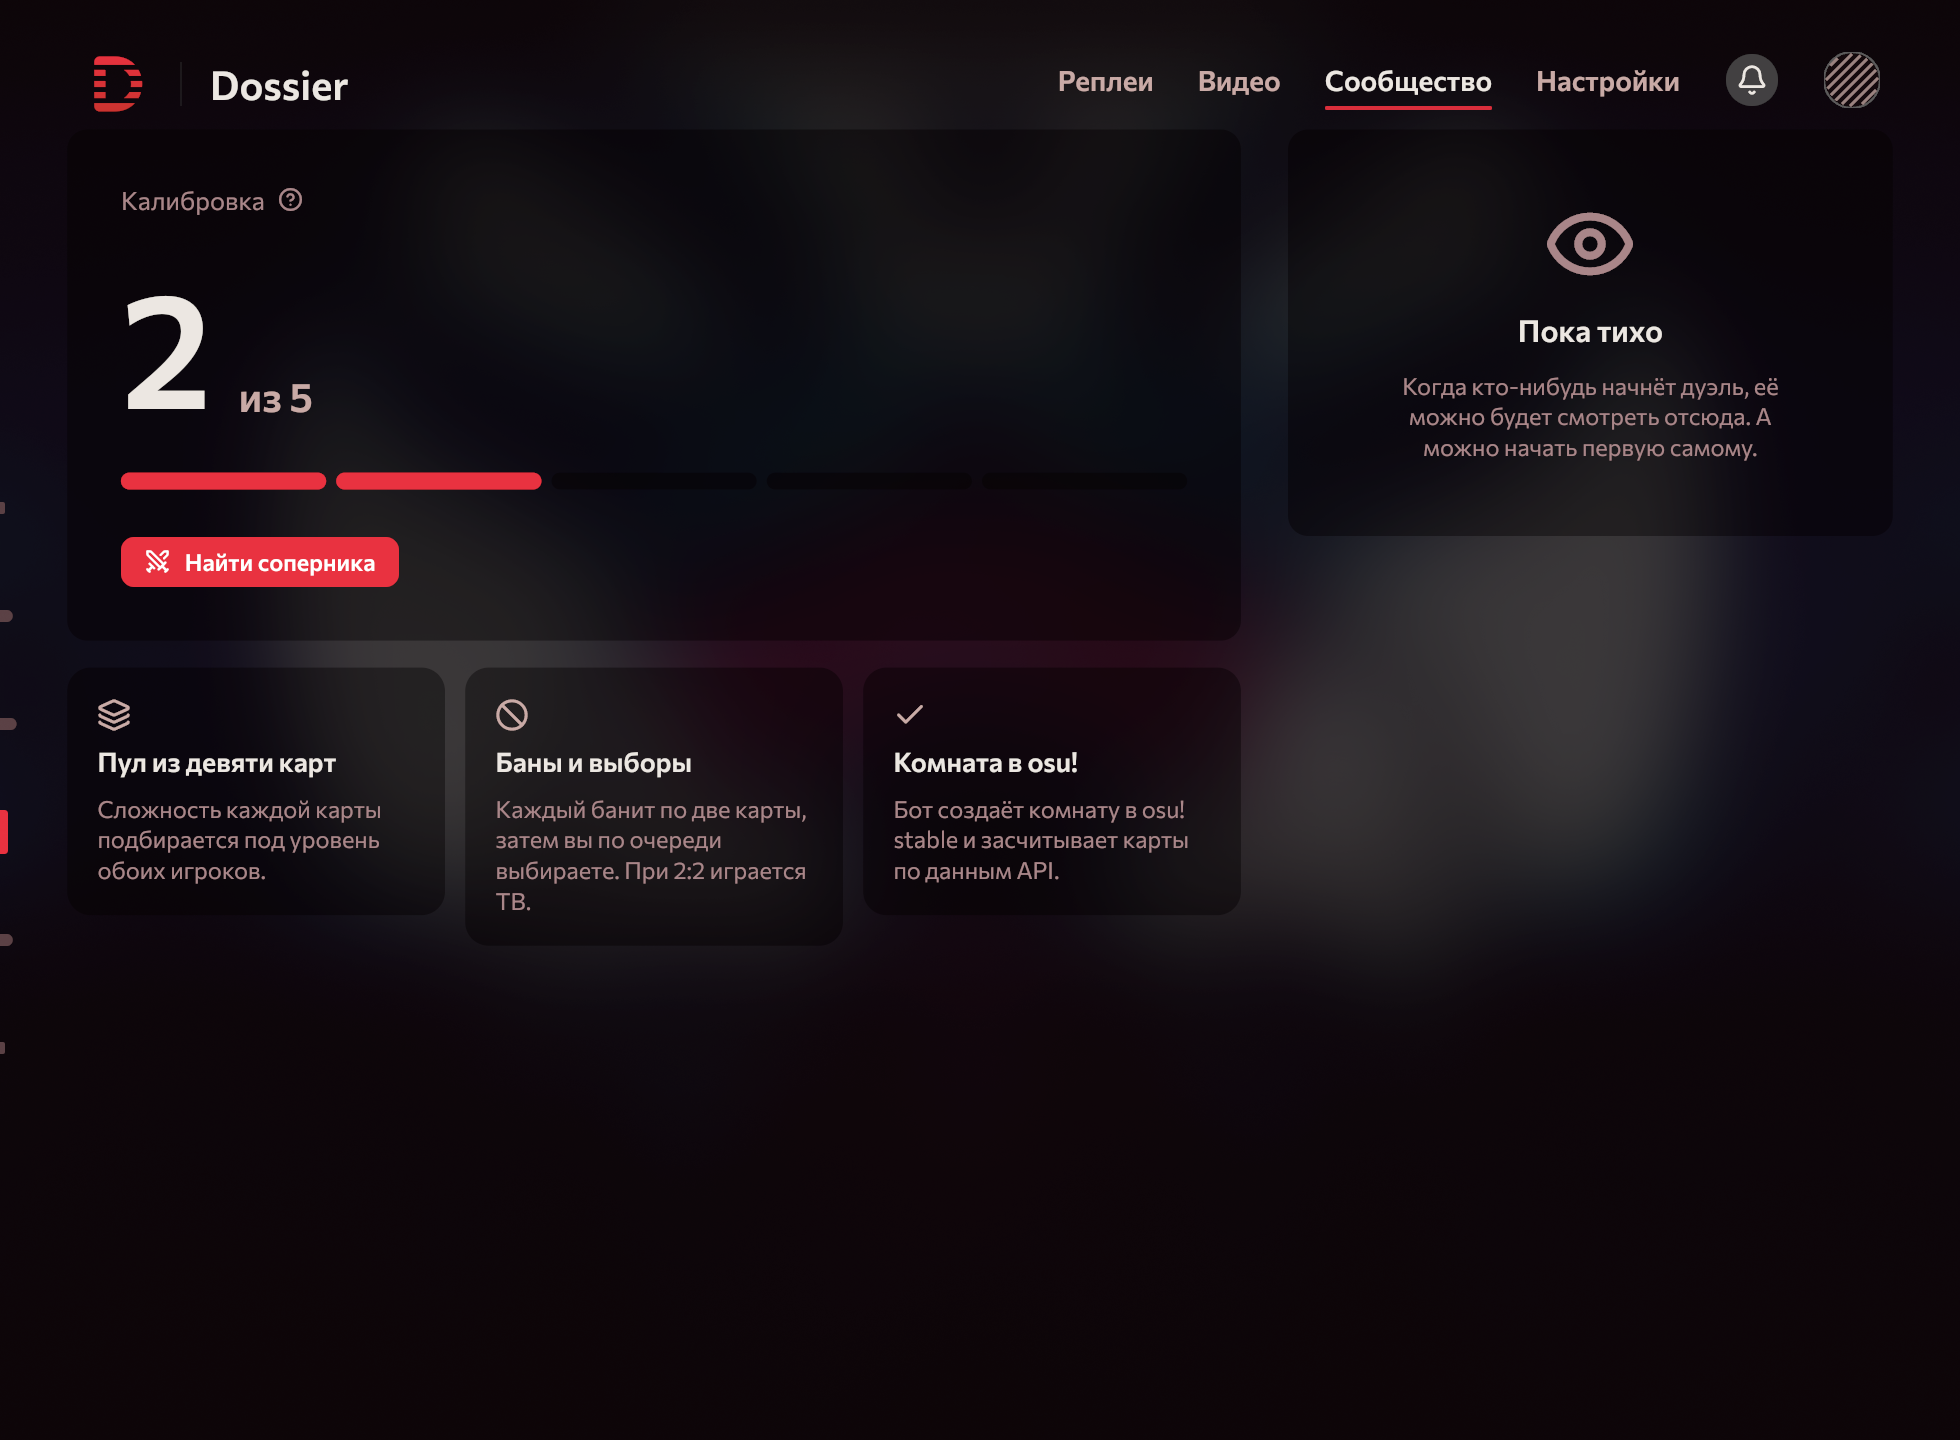 Dossier
Реплеи
Видео
Сообщество
Настройки
Калибровка
2 из 5
Найти соперника
Пока тихо
Когда кто-нибудь начнёт дуэль, её
можно будет смотреть отсюда. А
можно начать первую самому.
Пул из девяти карт
Сложность каждой карты
подбирается под уровень
обоих игроков.
Баны и выборы
Каждый банит по две карты,
затем вы по очереди
выбираете. При 2:2 играется
ТВ.
Комната в osu!
Бот создаёт комнату в osu!
stable и засчитывает карты
по данным API.